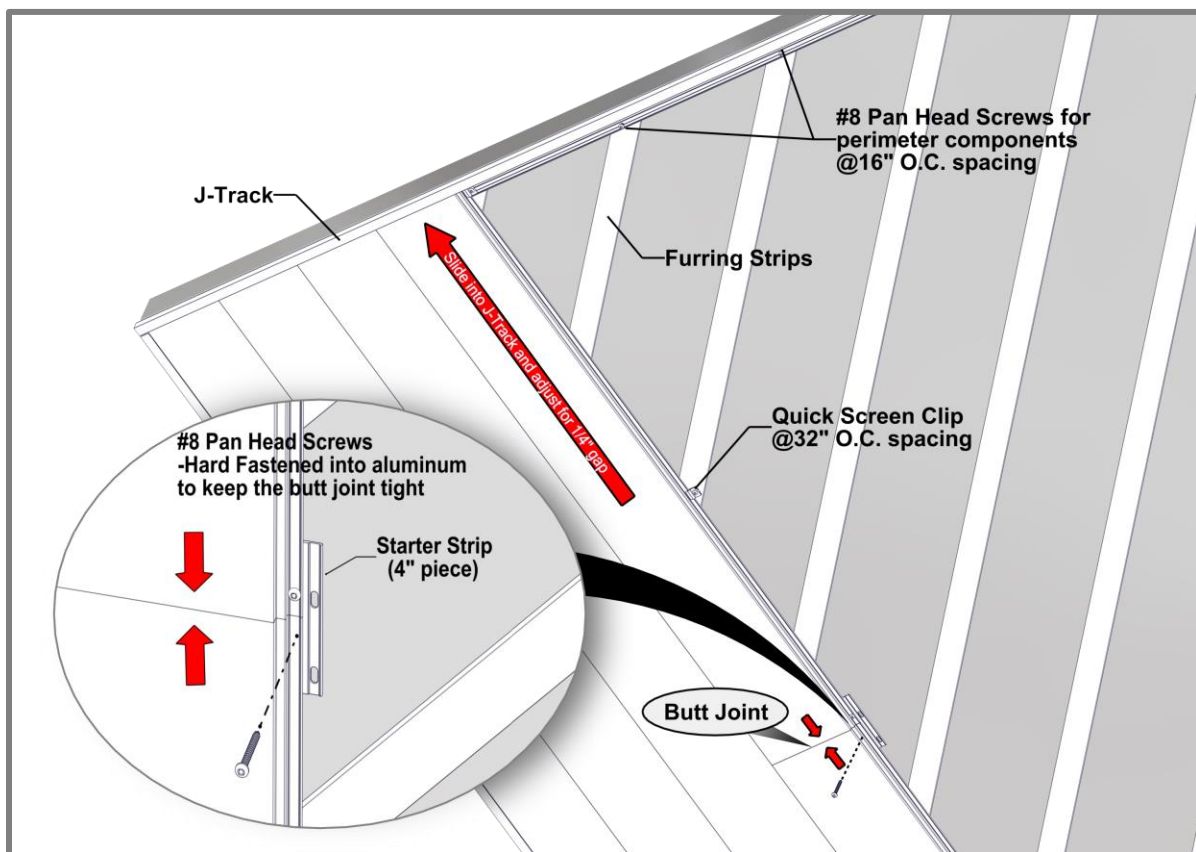 #8 Pan Head Screws for
perimeter components
@16" O.C. spacing
J-Track
Furring Strips
Slide into J-Track and adjust for 1/4" gap
Quick Screen Clip
@32" O.C. spacing
#8 Pan Head Screws
-Hard Fastened into aluminum
to keep the butt joint tight
Starter Strip
(4" piece)
Butt Joint